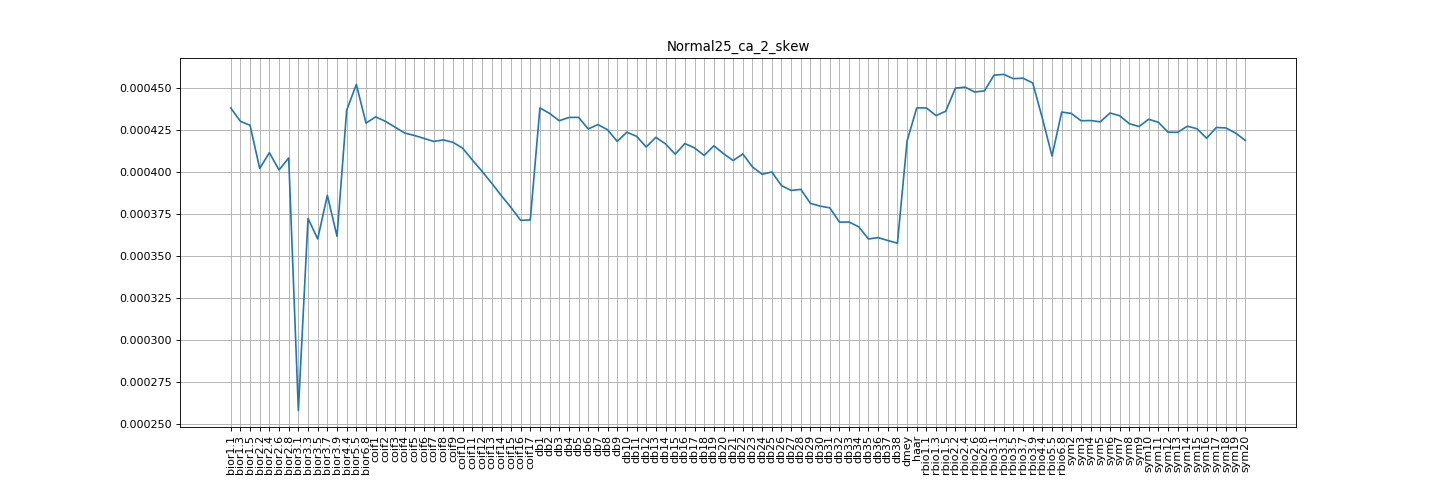 Normal25_ca_2_skew
0.000450
0.000425
0.000400
0.000375
0.000350
0.000325
0.000300
0.000275
0.000250
bior1.1
bior1.3
bior1.5
bior2.2
bior2.4
bior2.6
bior2.8
bior3.1
bior3.3
bior3.5
bior3.7
bior3.9
bior4.4
bior5.5
bior6.8
coif1
coif2
coif3
coif4
coif5
coif6
coif7
coif8
coif9
coif10
coif11
coif12
coif13
coif14
coif15
coif16
coif17
db1
db2
db3
db4
db5
db6
db7
db8
db9
db10
db11
db12
db13
db14
db15
db16
db17
db18
db19
db20
db21
db22
db23
db24
db25
db26
db27
db28
db29
db30
db31
db32
db33
db34
db35
db36
db37
db38
dmey
haar
rbio1.1
rbio1.3
rbio1.5
rbio2.2
rbio2.4
rbio2.6
rbio2.8
rbio3.1
rbio3.3
rbio3.5
rbio3.7
rbio3.9
rbio4.4
rbio5.5
rbio6.8
sym2
sym3
sym4
sym5
sym6
sym7
sym8
sym9
sym10
sym11
sym12
sym13
sym14
sym15
sym16
sym17
sym18
sym19
sym20